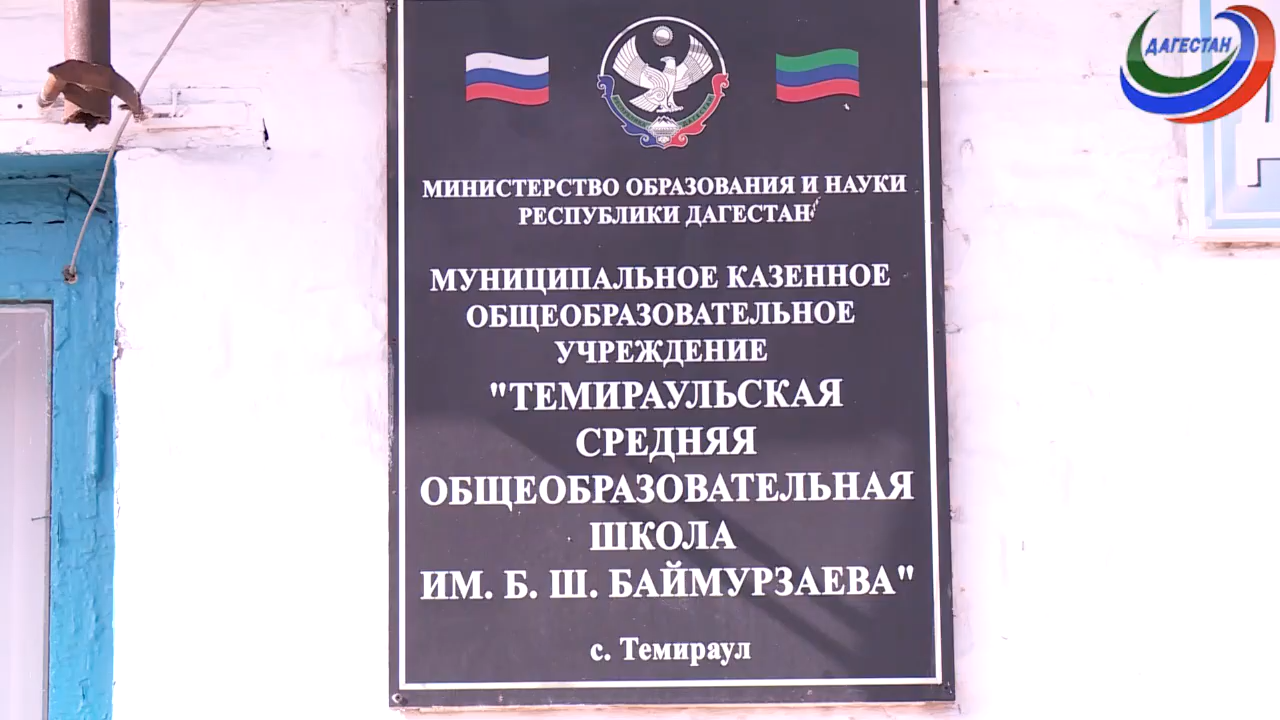 ДАГЕСТАН
МИНИСТЕРСТВО ОБРАЗОВАНИЯ И НАУКИ
РЕСПУБЛИКИ ДАГЕСТАН
МУНИЦИПАЛЬНОЕ КАЗЕННОЕ
ОБЩЕОБРАЗОВАТЕЛЬНОЕ
УЧРЕЖДЕНИЕ
"ТЕМИРАУЛЬСКАЯ
СРЕДНЯЯ
ОБЩЕОБРАЗОВАТЕЛЬНАЯ
ШКОЛА
ИМ. Б. Ш. БАЙМУРЗАЕВА"
с. Темираул